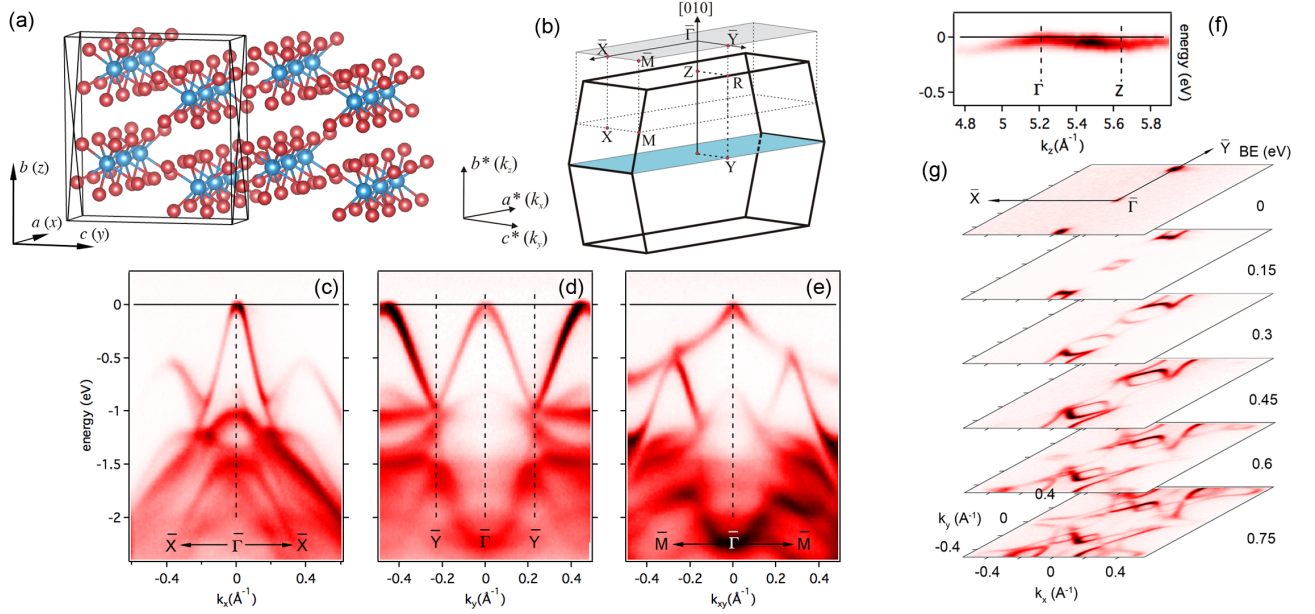 (a)
b (z)
a (x)
c (y)
(b)
[010]
Γ̄
X̄
Ȳ
M̄
Z
R
X
M
Y
b* (kz)
a* (kx)
c* (ky)
(f)
0
-0.5
energy (eV)
Γ
Z
4.8 5 5.2 5.4 5.6 5.8
kz(Å-1)
(g)
Ȳ
BE (eV)
X̄
Γ̄
0
0.15
0.3
0.45
0.6
0.75
0.4
ky (Å-1) 0
-0.4
-0.4 0 0.4
kx (Å-1)
(c)
0
-0.5
-1
-1.5
-2
energy (eV)
X̄ Γ̄ X̄
-0.4 0 0.4
kx(Å-1)
(d)
Ȳ Γ̄ Ȳ
-0.4 -0.2 0 0.2 0.4
ky(Å-1)
(e)
M̄ Γ̄ M̄
-0.4 -0.2 0 0.2 0.4
kxy(Å-1)